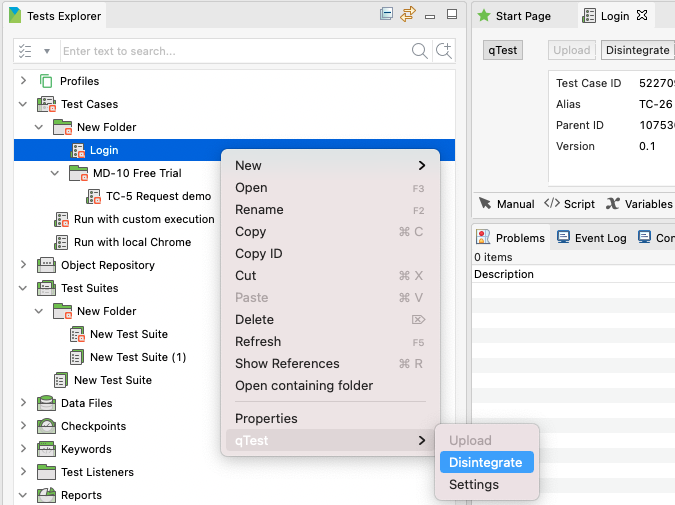 Tests Explorer
Enter text to search...
Profiles
Test Cases
New Folder
Login
MD-10 Free Trial
TC-5 Request demo
Run with custom execution
Run with local Chrome
Object Repository
Test Suites
New Folder
New Test Suite
New Test Suite (1)
New Test Suite
Data Files
Checkpoints
Keywords
Test Listeners
Reports
New
Open F3
Rename F2
Copy ⌘ C
Copy ID
Cut ⌘ X
Paste ⌘ V
Delete ⌦
Refresh F5
Show References ⌘ R
Open containing folder
Properties
qTest
Upload
Disintegrate
Settings
Start Page
Login
qTest Upload Disintegrate
Test Case ID 522709
Alias TC-26
Parent ID 107530
Version 0.1
Manual </> Script Variables
Problems Event Log Con
0 items
Description